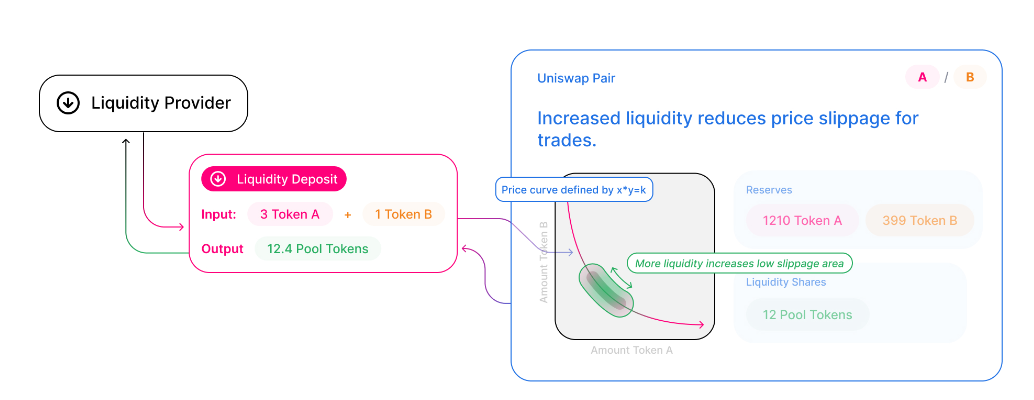 Liquidity Provider
Liquidity Deposit
Input: 3 Token A + 1 Token B
Output 12.4 Pool Tokens
Uniswap Pair
A / B
Increased liquidity reduces price slippage for
trades.
Price curve defined by x*y=k
Amount Token B
More liquidity increases low slippage area
Amount Token A
Reserves
1210 Token A 399 Token B
Liquidity Shares
12 Pool Tokens